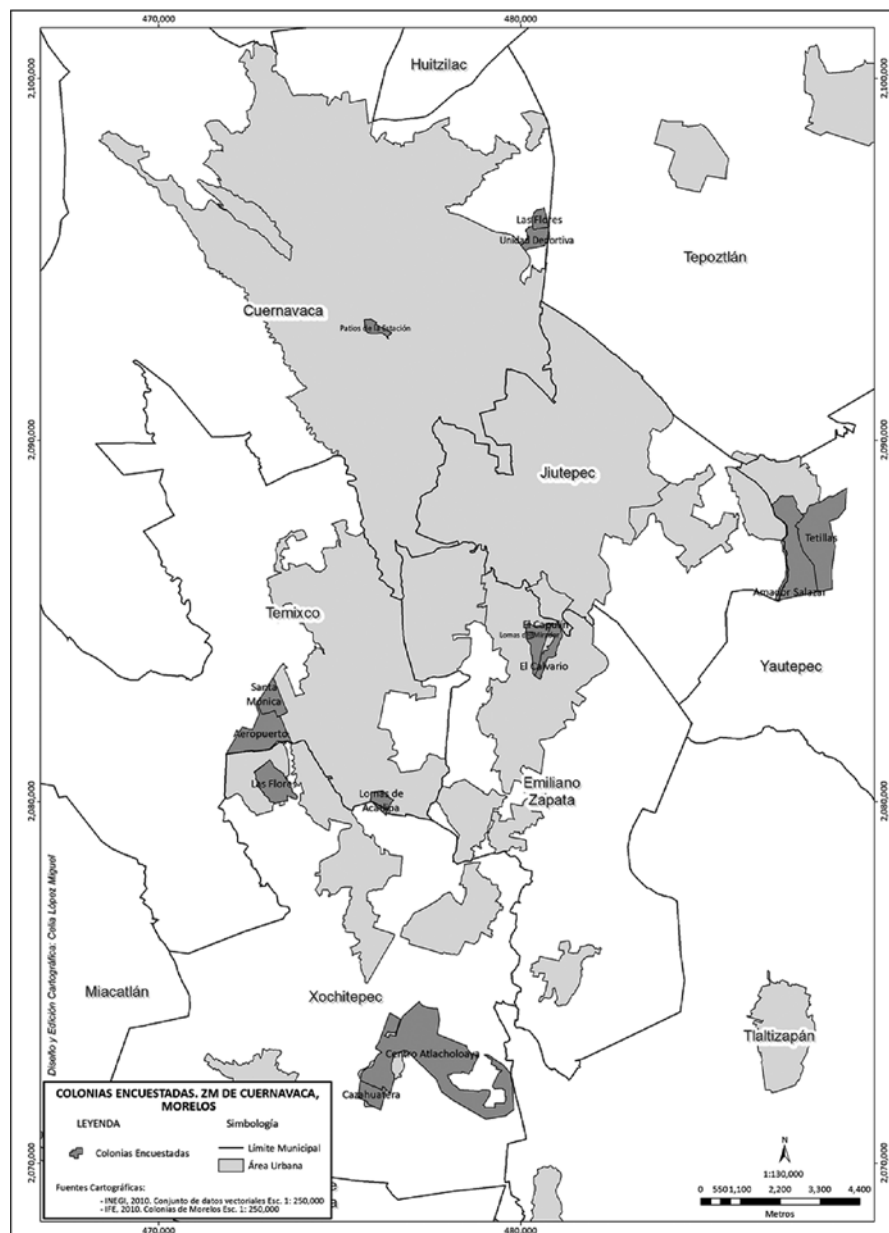 470,000
480,000
2,100,000
2,100,000
Huitzilac
Las Flores
Unidad Deportiva
Tepoztlán
Cuernavaca
Patios de la Estación
2,090,000
2,090,000
Jiutepec
Tetillas
Amador Salazar
Temixco
El Capulín
Lomas del Mirador
El Calvario
Yautepec
Santa
Mónica
Aeropuerto
Las Flores
Lomas de
Acatlipa
Emiliano
Zapata
2,080,000
2,080,000
Diseño y Edición Cartográfica: Celia López Miguel
Miacatlán
Xochitepec
Tlaltizapán
Centro Atlacholoaya
Cazahuatera
COLONIAS ENCUESTADAS. ZM DE CUERNAVACA,
MORELOS
LEYENDA
Simbología
Colonias Encuestadas
Límite Municipal
Área Urbana
Fuentes Cartográficas:
- INEGI, 2010. Conjunto de datos vectoriales Esc. 1: 250,000
- IFE, 2010. Colonias de Morelos Esc. 1: 250,000
N
1:130,000
0 550 1,100 2,200 3,300 4,400
Metros
2,070,000
2,070,000
470,000
480,000